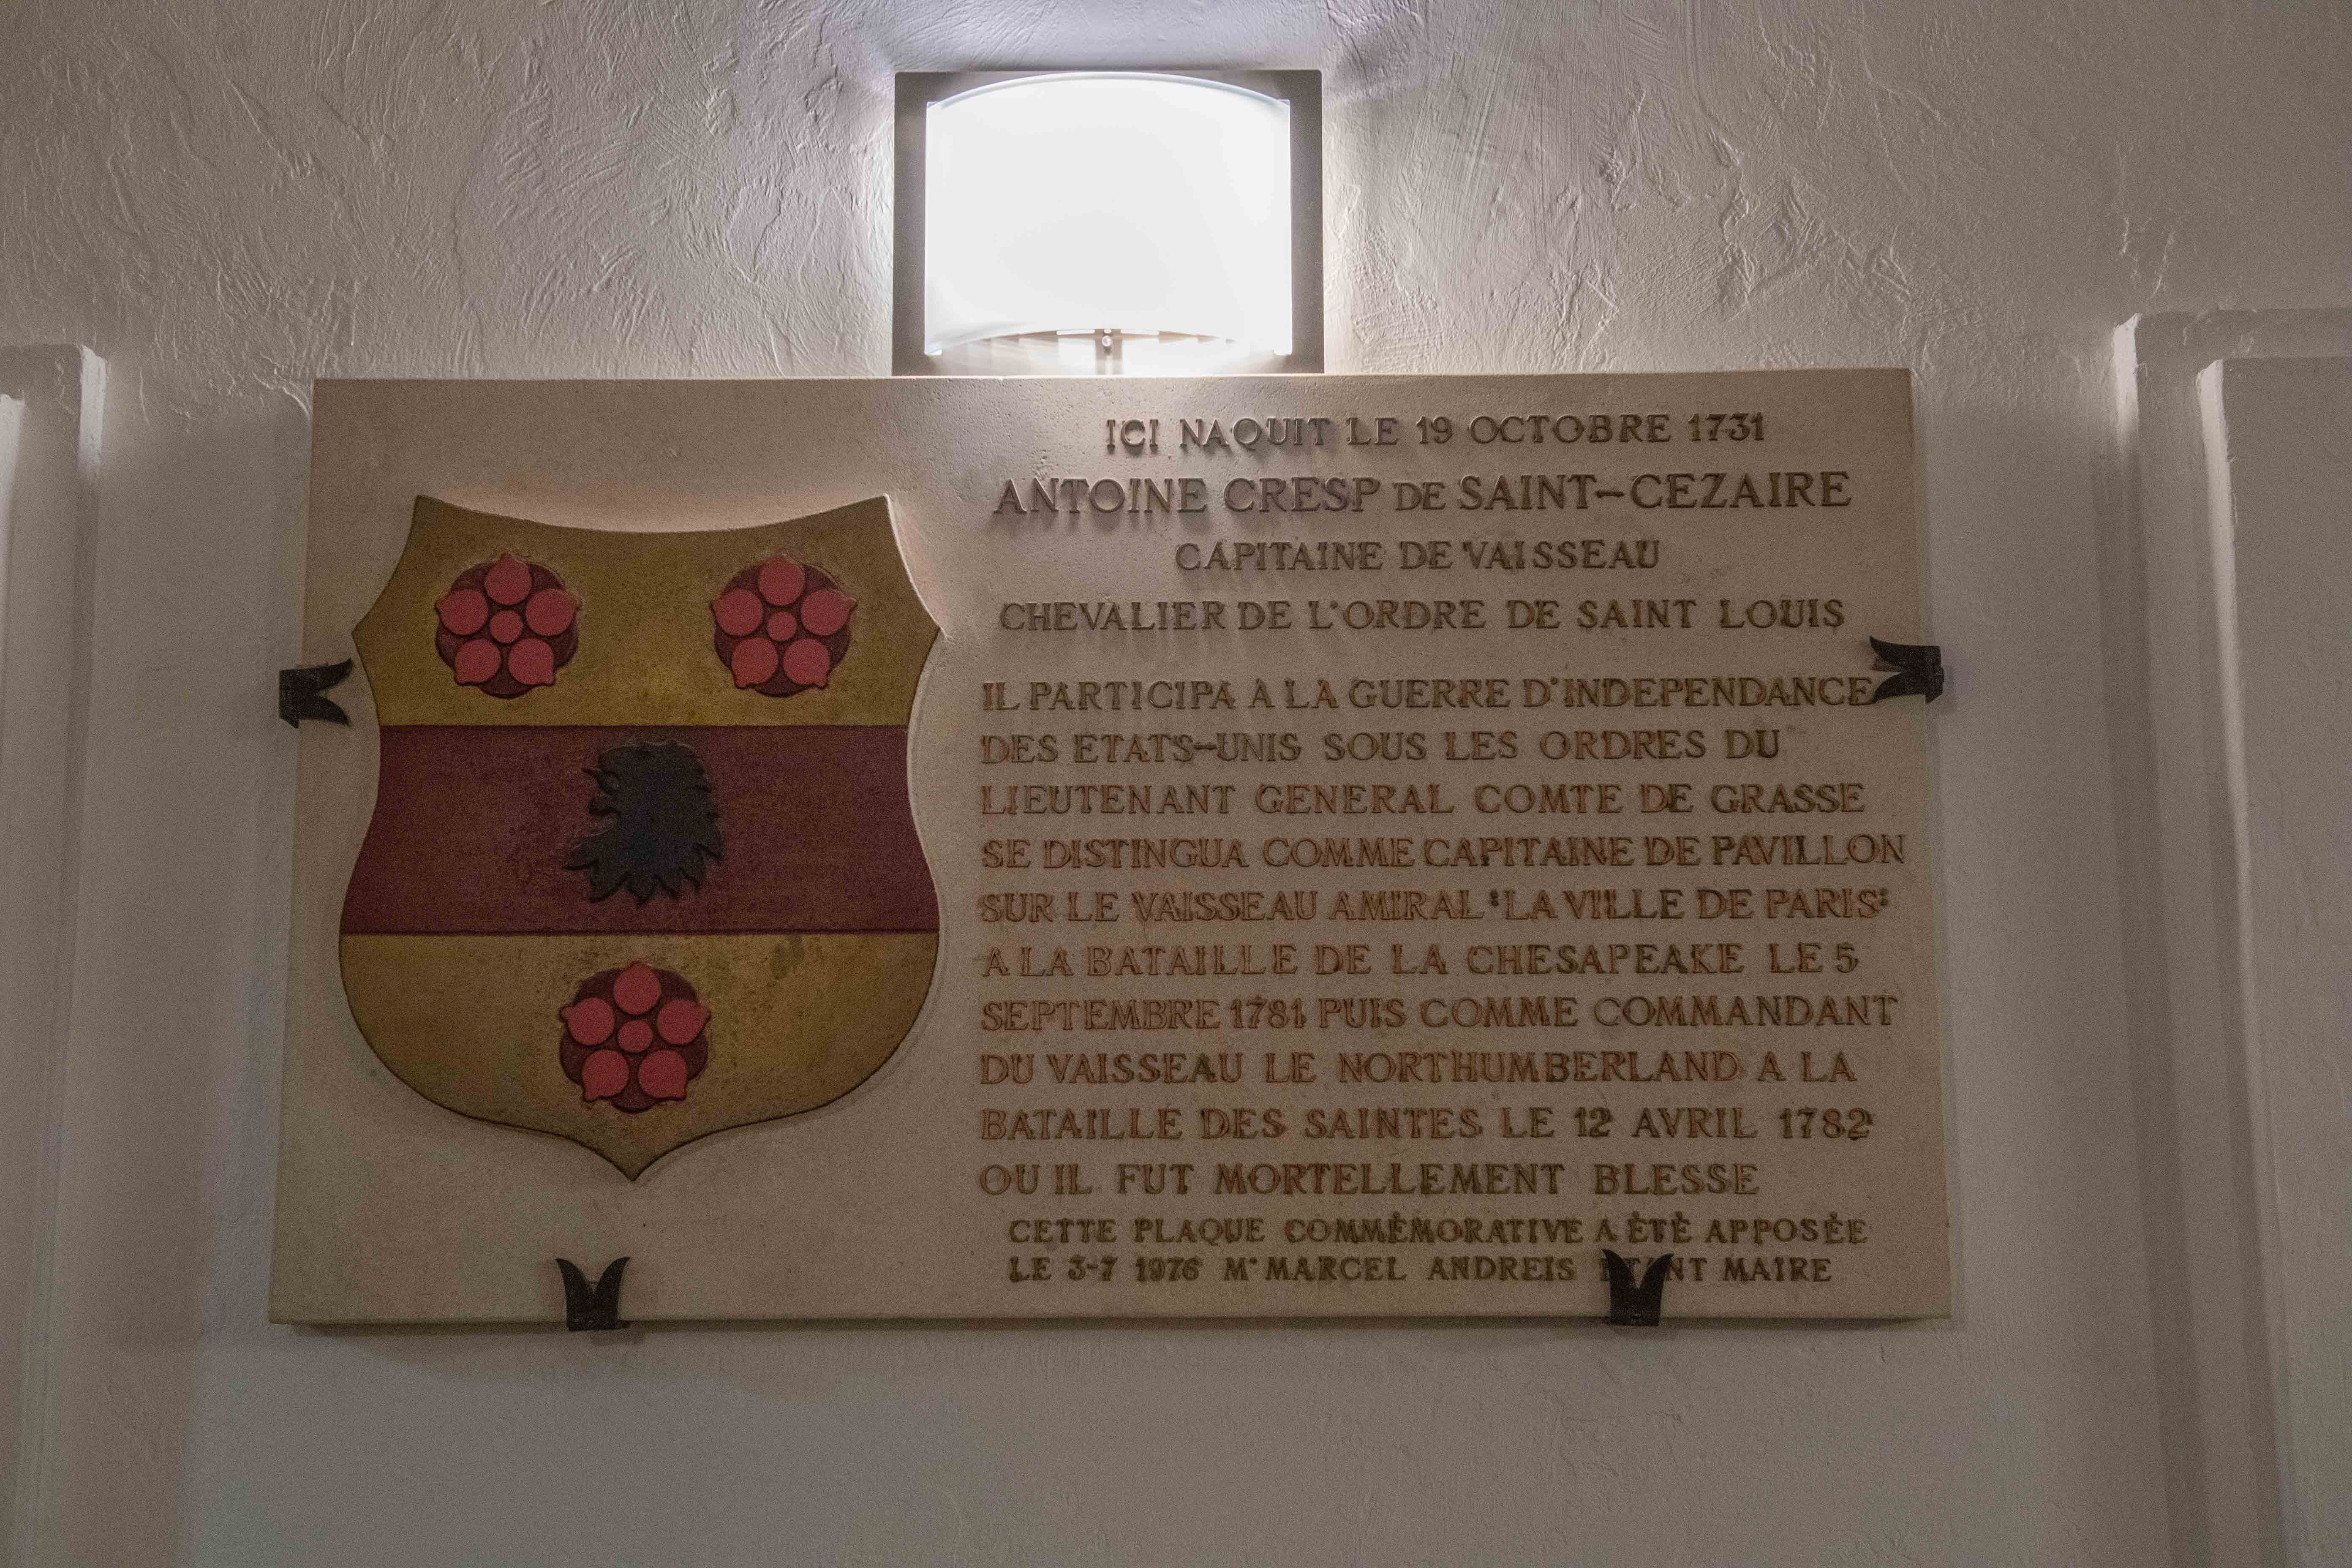 ICI NAQUIT LE 19 OCTOBRE 1731
ANTOINE CRESP DE SAINT-CEZAIRE
CAPITAINE DE VAISSEAU
CHEVALIER DE L'ORDRE DE SAINT LOUIS
IL PARTICIPA A LA GUERRE D'INDEPENDANCE
DES ETATS-UNIS SOUS LES ORDRES DU
LIEUTENANT GENERAL COMTE DE GRASSE
SE DISTINGUA COMME CAPITAINE DE PAVILLON
SUR LE VAISSEAU AMIRAL "LA VILLE DE PARIS"
A LA BATAILLE DE LA CHESAPEAKE LE 5
SEPTEMBRE 1781 PUIS COMME COMMANDANT
DU VAISSEAU LE NORTHUMBERLAND A LA
BATAILLE DES SAINTES LE 12 AVRIL 1782
OU IL FUT MORTELLEMENT BLESSE
CETTE PLAQUE COMMÉMORATIVE A ÉTÉ APPOSÉE
LE 3-7 1976 Mr MARCEL ANDREIS ETANT MAIRE